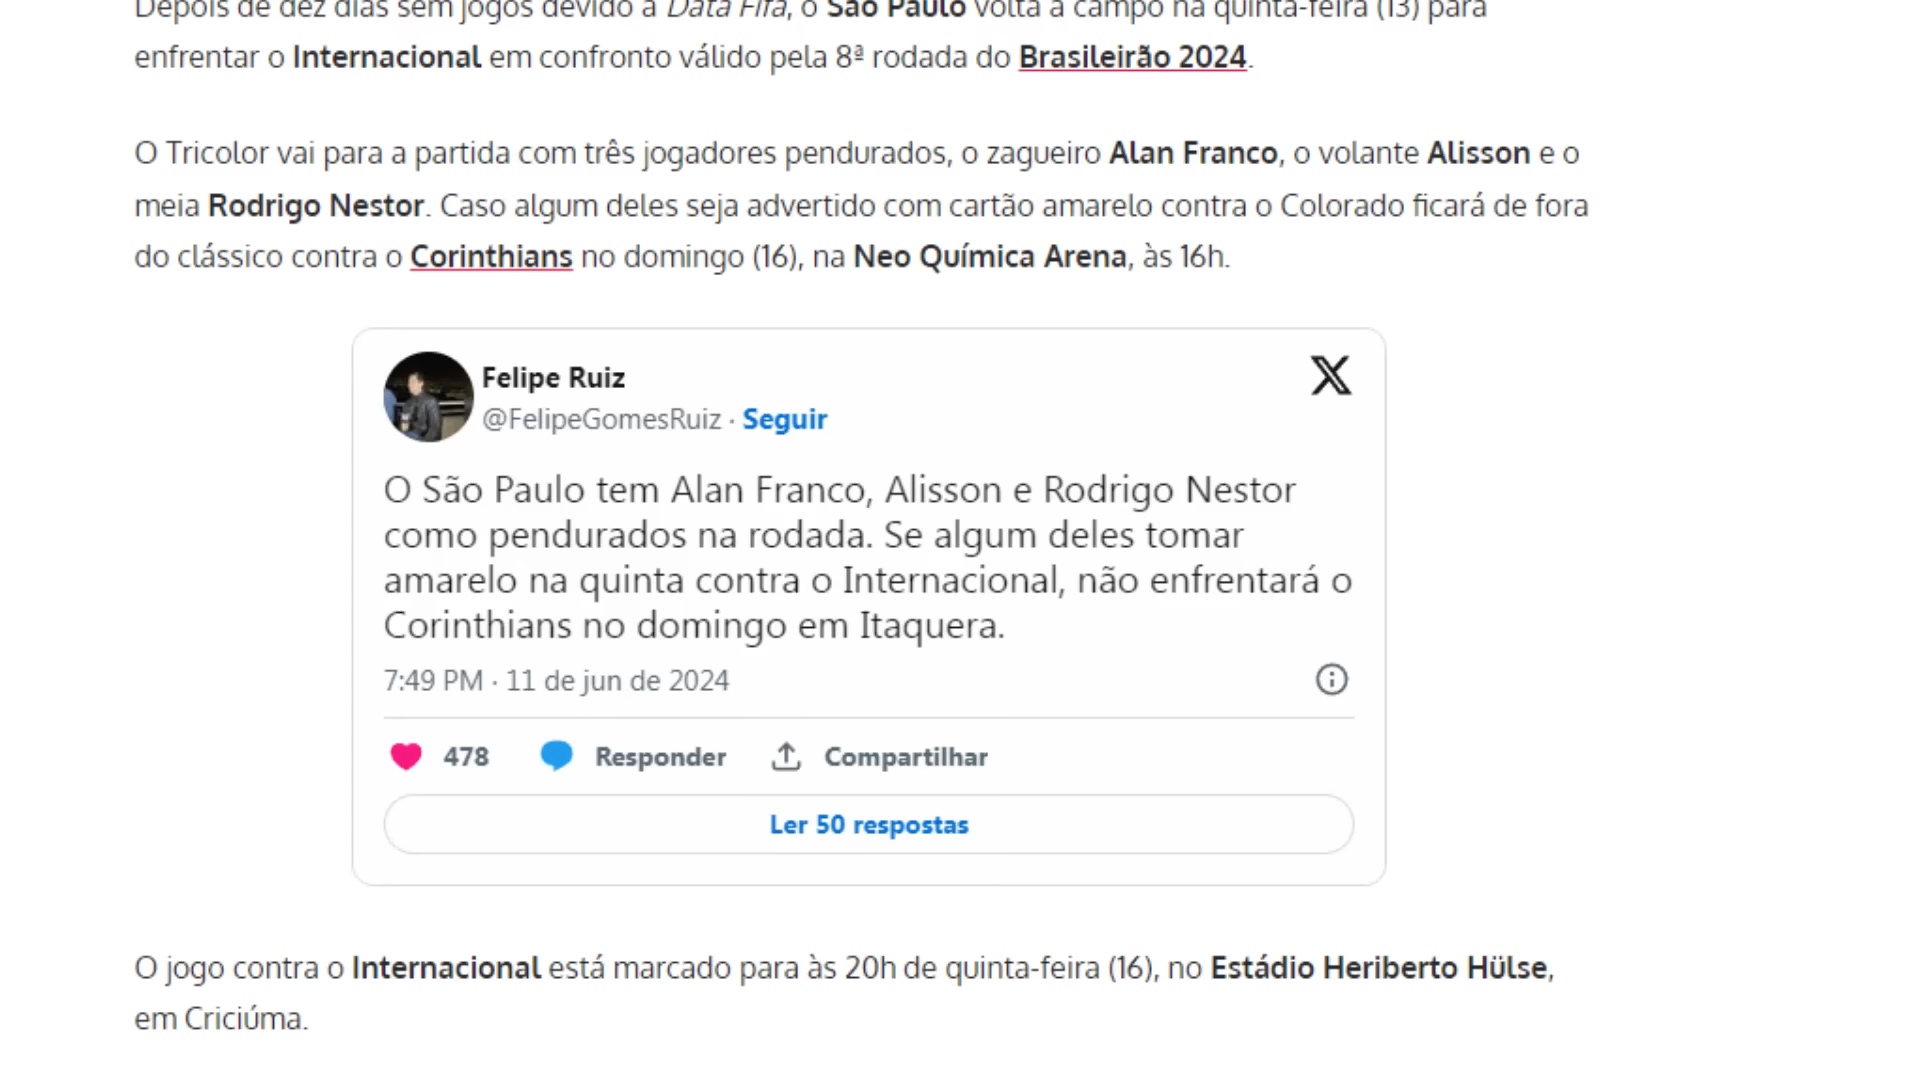 Depois de dez dias sem jogos devido a Data Fifa, o São Paulo volta a campo na quinta-feira (13) para
enfrentar o Internacional em confronto válido pela 8ª rodada do Brasileirão 2024.
O Tricolor vai para a partida com três jogadores pendurados, o zagueiro Alan Franco, o volante Alisson e o
meia Rodrigo Nestor. Caso algum deles seja advertido com cartão amarelo contra o Colorado ficará de fora
do clássico contra o Corinthians no domingo (16), na Neo Química Arena, às 16h.
Felipe Ruiz
@FelipeGomesRuiz · Seguir
O São Paulo tem Alan Franco, Alisson e Rodrigo Nestor
como pendurados na rodada. Se algum deles tomar
amarelo na quinta contra o Internacional, não enfrentará o
Corinthians no domingo em Itaquera.
7:49 PM · 11 de jun de 2024
478 Responder Compartilhar
Ler 50 respostas
O jogo contra o Internacional está marcado para às 20h de quinta-feira (16), no Estádio Heriberto Hülse,
em Criciúma.